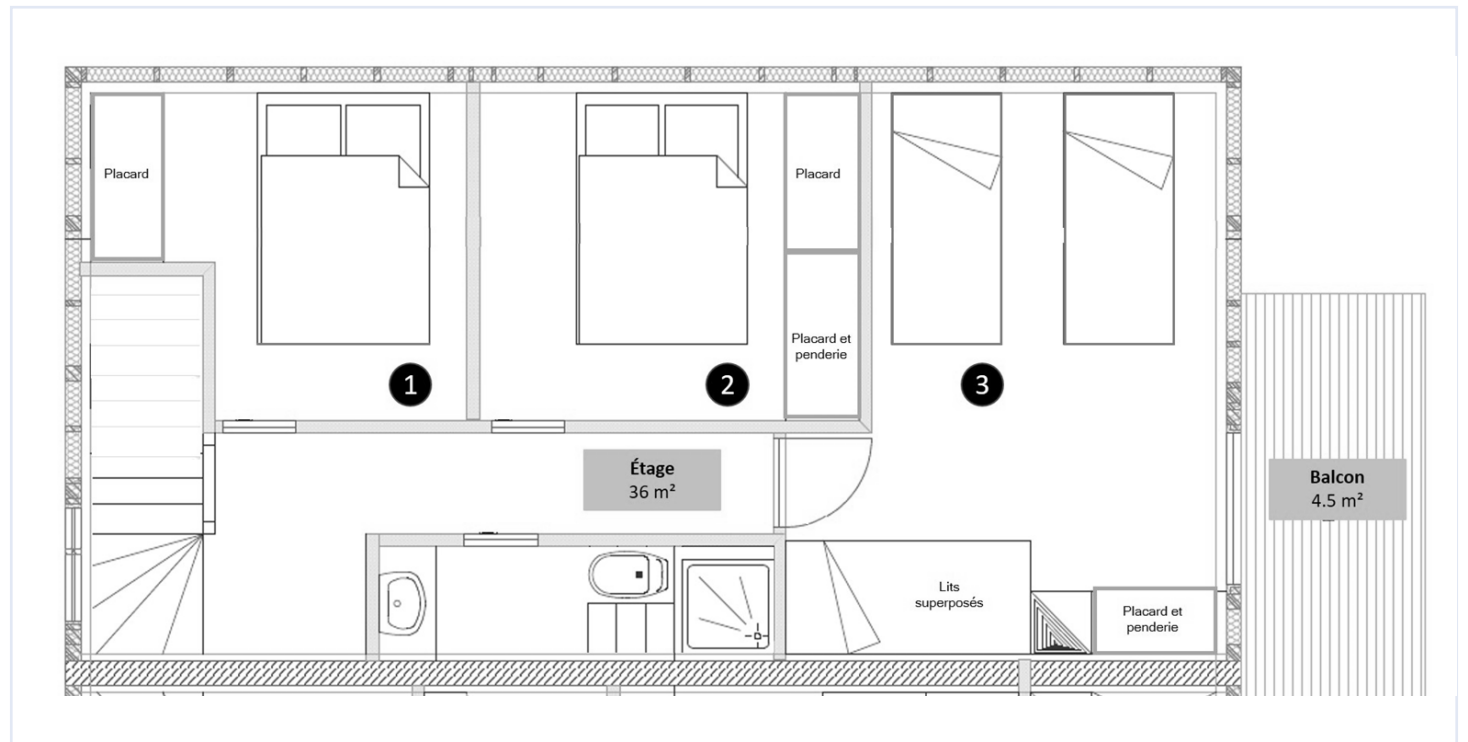 Placard
Placard
Placard et
penderie
1
2
3
Étage
36 m²
Balcon
4.5 m²
Lits
superposés
Placard et
penderie